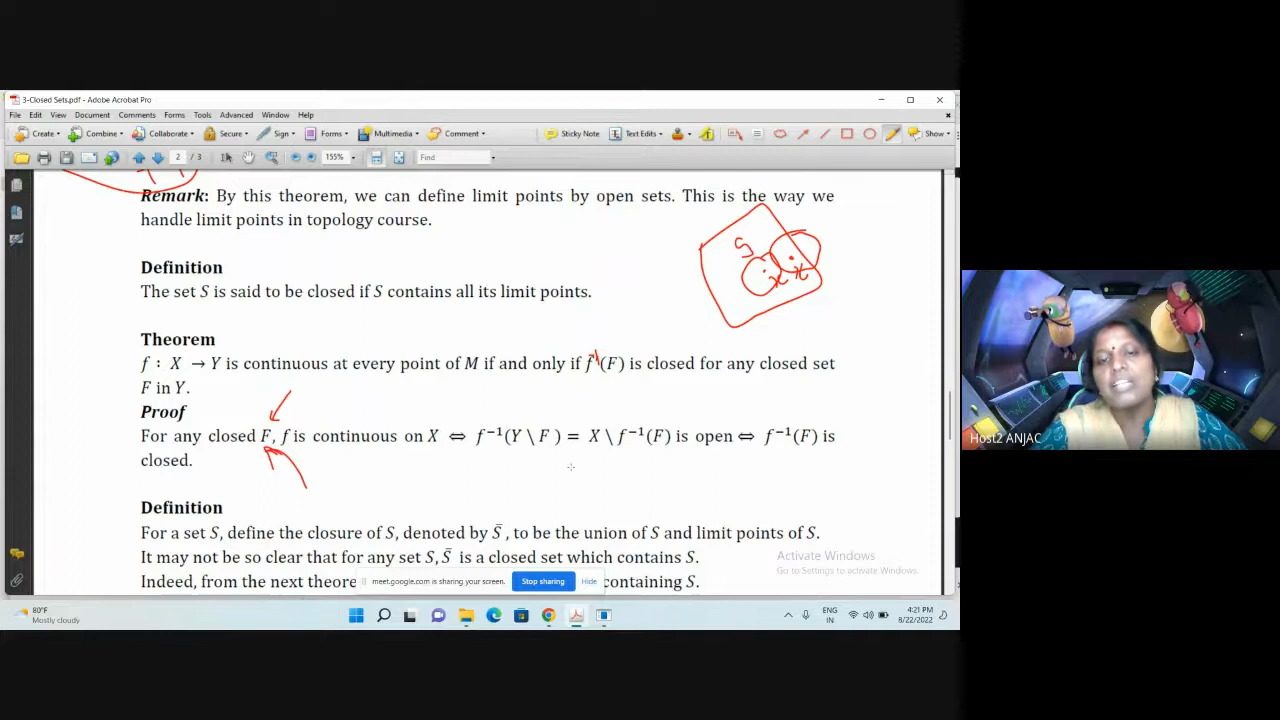 3-Closed Sets.pdf - Adobe Acrobat Pro
File Edit View Document Comments Forms Tools Advanced Window Help
Create Combine Collaborate Secure Sign Forms Multimedia Comment Sticky Note Text Edits Show
2 / 3 155% Find
Remark: By this theorem, we can define limit points by open sets. This is the way we
handle limit points in topology course.
S
x x
Definition
The set S is said to be closed if S contains all its limit points.
Theorem
f : X → Y is continuous at every point of M if and only if f⁻¹(F) is closed for any closed set
F in Y.
Proof
For any closed F, f is continuous on X ⇔ f⁻¹(Y \ F ) = X \ f⁻¹(F) is open ⇔ f⁻¹(F) is
closed.
Definition
For a set S, define the closure of S, denoted by S̄ , to be the union of S and limit points of S.
It may not be so clear that for any set S, S̄ is a closed set which contains S.
Indeed, from the next theore containing S.
Activate Windows
Go to Settings to activate Windows.
meet.google.com is sharing your screen. Stop sharing Hide
Host2 ANJAC
80°F
Mostly cloudy
ENG
IN
4:21 PM
8/22/2022